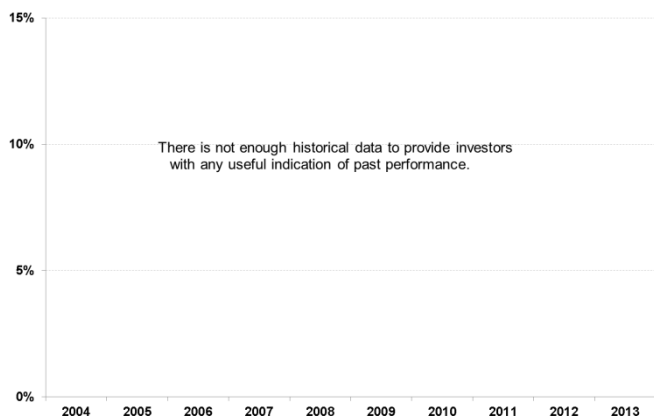 15%
10%
There is not enough historical data to provide investors
with any useful indication of past performance.
5%
0%
2004 2005 2006 2007 2008 2009 2010 2011 2012 2013